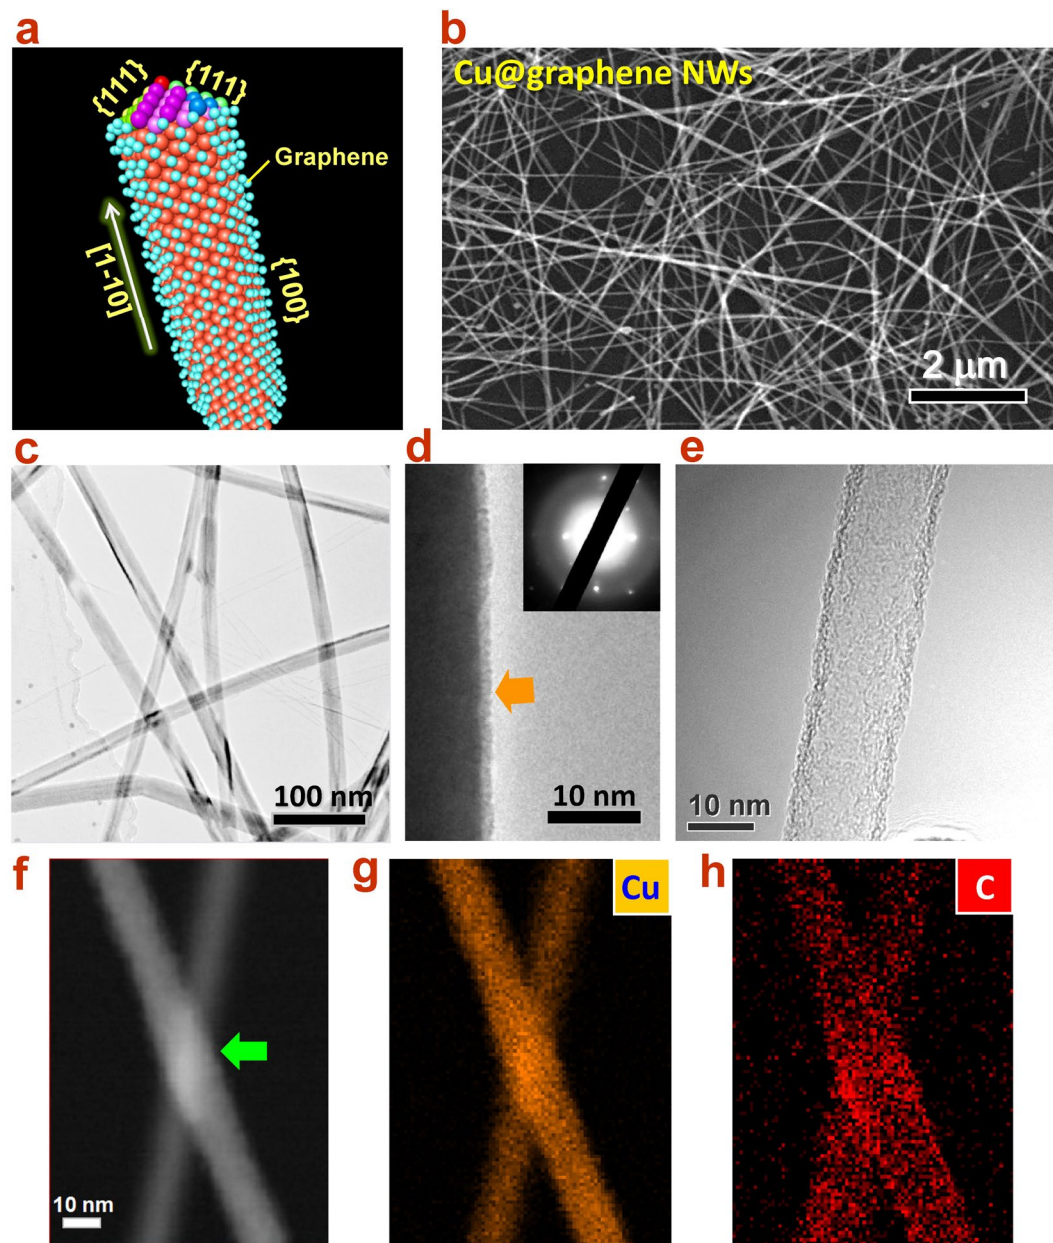 a
{111}
{111}
Graphene
[1-10]
{100}
b
Cu@graphene NWs
2 μm
c
100 nm
d
10 nm
e
10 nm
f
10 nm
g
Cu
h
C